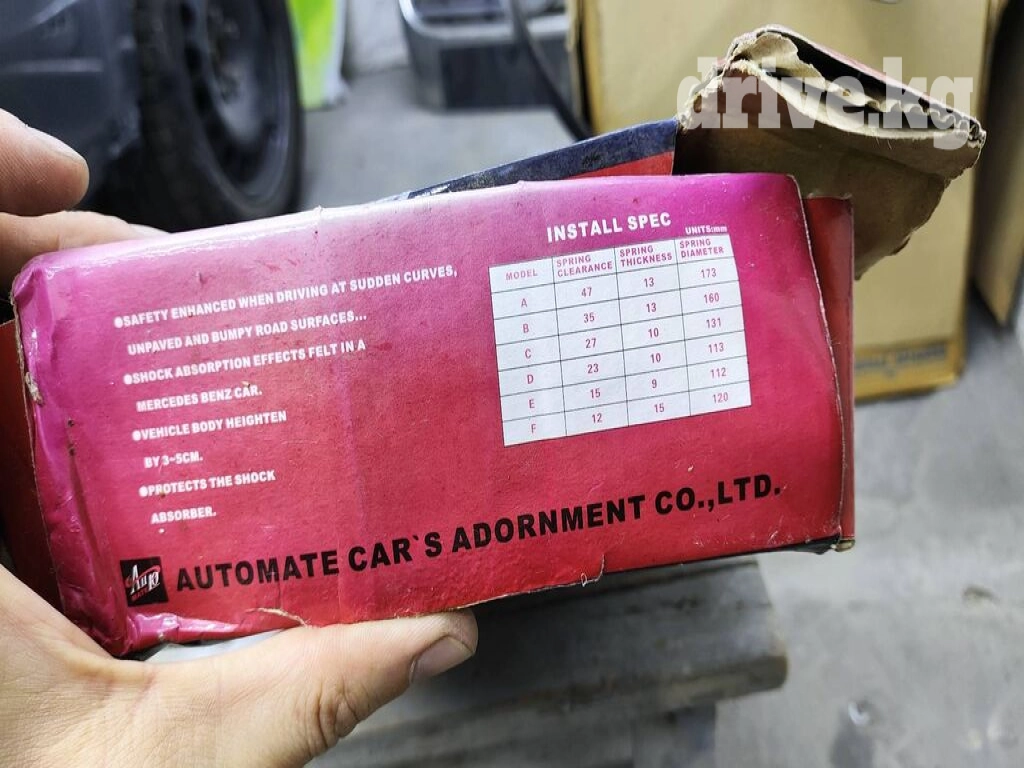 drive.kg
INSTALL SPEC
UNITS:mm
MODEL SPRING CLEARANCE SPRING THICKNESS SPRING DIAMETER
A 47 13 173
B 35 13 160
C 27 10 131
D 23 10 113
E 15 9 112
F 12 15 120
●SAFETY ENHANCED WHEN DRIVING AT SUDDEN CURVES,
UNPAVED AND BUMPY ROAD SURFACES...
●SHOCK ABSORPTION EFFECTS FELT IN A
MERCEDES BENZ CAR.
●VEHICLE BODY HEIGHTEN
BY 3~5CM.
●PROTECTS THE SHOCK
ABSORBER.
Auto
MATE
AUTOMATE CAR`S ADORNMENT CO.,LTD.